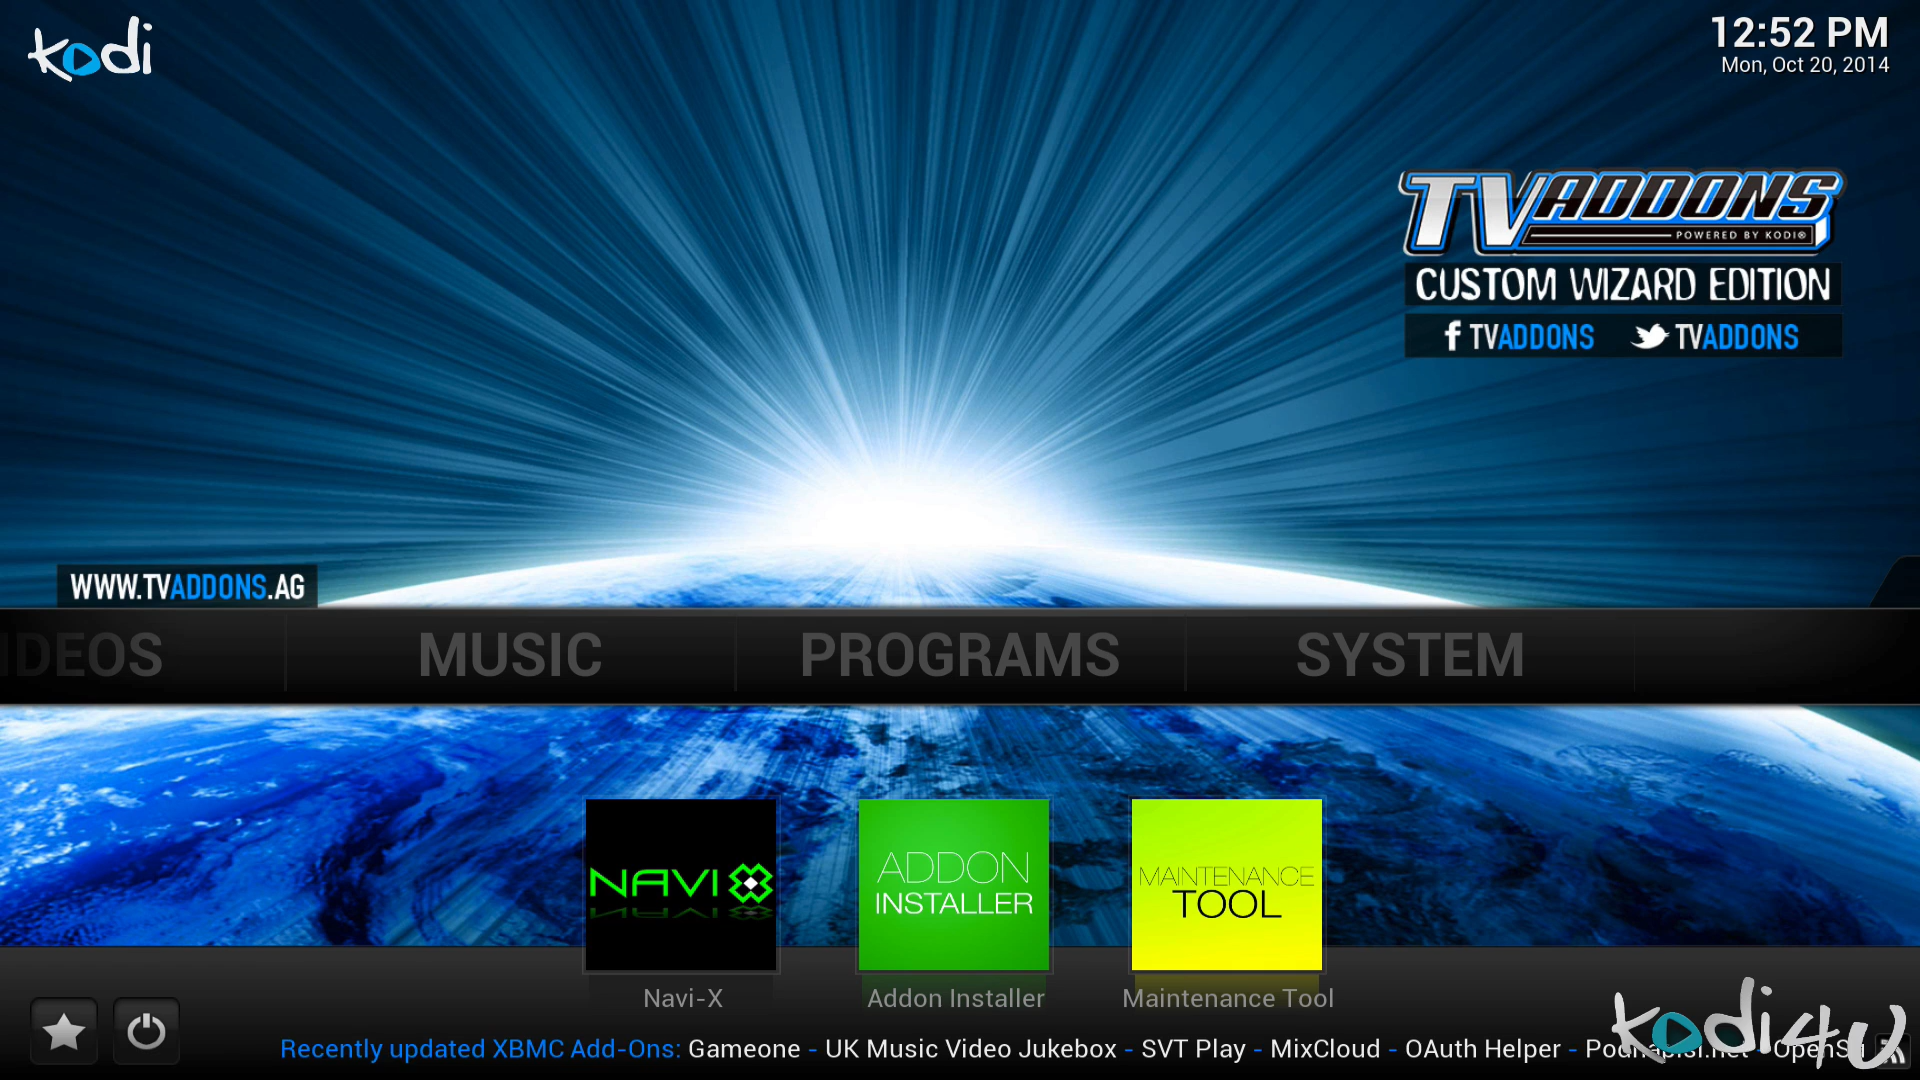 kodi
12:52 PM
Mon, Oct 20, 2014
TVADDONS
POWERED BY KODI®
CUSTOM WIZARD EDITION
f TVADDONS TVADDONS
WWW.TVADDONS.AG
IDEOS MUSIC PROGRAMS SYSTEM
NAVI X
ADDON
INSTALLER
MAINTENANCE
TOOL
Navi-X Addon Installer Maintenance Tool
kodi4U
Recently updated XBMC Add-Ons: Gameone - UK Music Video Jukebox - SVT Play - MixCloud - OAuth Helper -